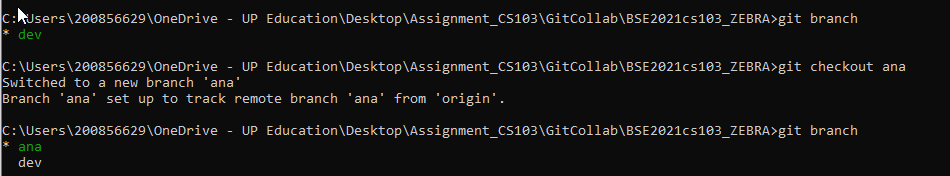 C:\Users\200856629\OneDrive - UP Education\Desktop\Assignment_CS103\GitCollab\BSE2021cs103_ZEBRA>git branch
* dev
C:\Users\200856629\OneDrive - UP Education\Desktop\Assignment_CS103\GitCollab\BSE2021cs103_ZEBRA>git checkout ana
Switched to a new branch 'ana'
Branch 'ana' set up to track remote branch 'ana' from 'origin'.
C:\Users\200856629\OneDrive - UP Education\Desktop\Assignment_CS103\GitCollab\BSE2021cs103_ZEBRA>git branch
* ana
  dev